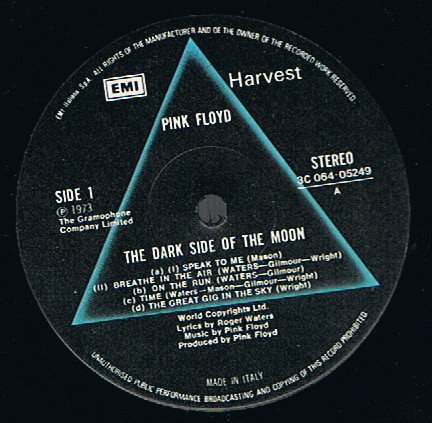 EMI Italiana S.p.A. ALL RIGHTS OF THE MANUFACTURER AND OF THE OWNER OF THE RECORDED WORK RESERVED.
EMI
Harvest
PINK FLOYD
STEREO
3C 064-05249
A
SIDE 1
Ⓟ 1973
The Gramophone
Company Limited
THE DARK SIDE OF THE MOON
(a) (I) SPEAK TO ME (Mason)
(II) BREATHE IN THE AIR (WATERS—Gilmour—Wright)
(b) ON THE RUN. (WATERS—Gilmour)
(c) TIME (Waters—Mason—Gilmour—Wright)
(d) THE GREAT GIG IN THE SKY (Wright)
World Copyrights Ltd.
Lyrics by Roger Waters
Music by Pink Floyd
Produced by Pink Floyd
MADE IN ITALY
UNAUTHORISED PUBLIC PERFORMANCE BROADCASTING AND COPYING OF THIS RECORD PROHIBITED.